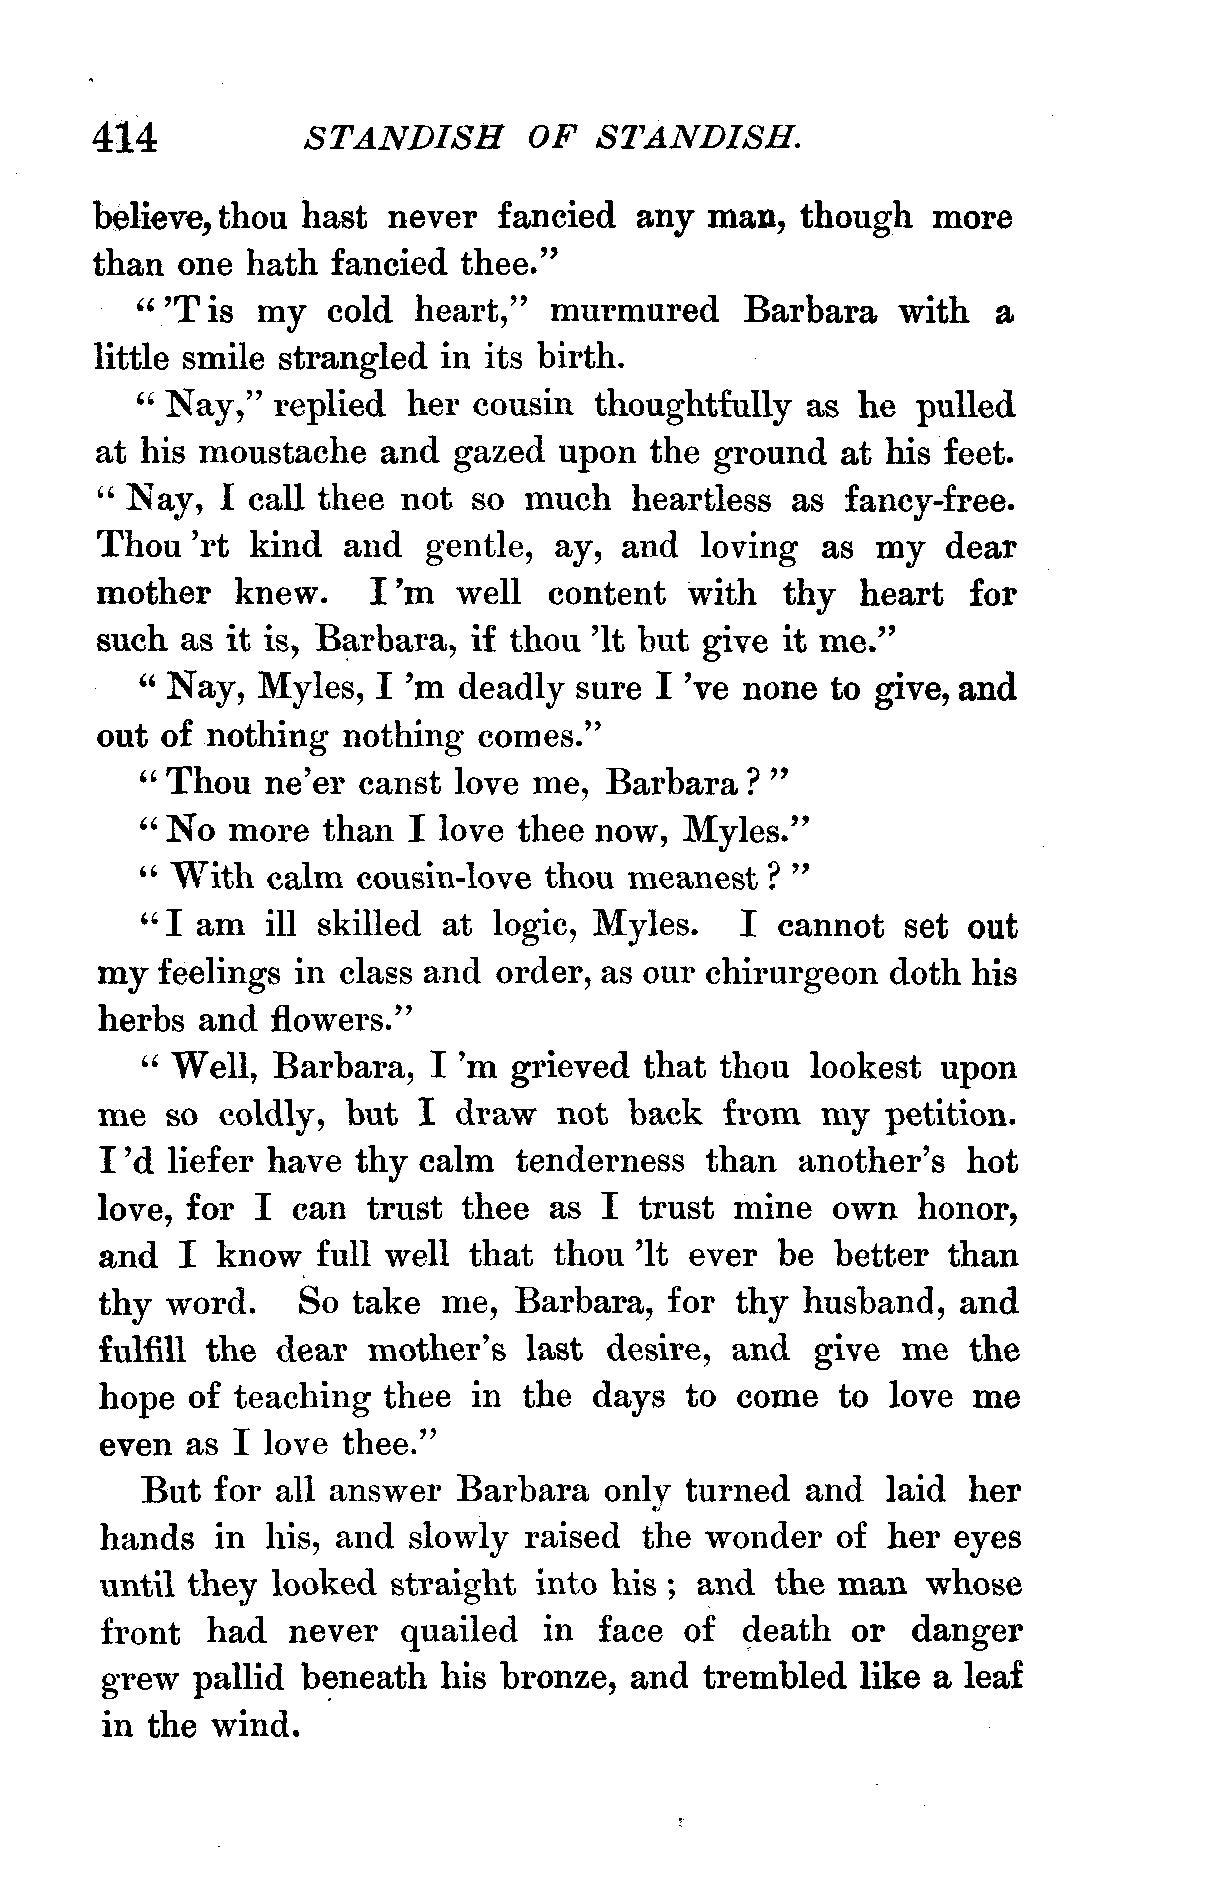 414 STANDISH OF STANDISH.
believe, thou hast never fancied any man, though more
than one hath fancied thee."
"'T is my cold heart," murmured Barbara with a
little smile strangled in its birth.
"Nay," replied her cousin thoughtfully as he pulled
at his moustache and gazed upon the ground at his feet.
"Nay, I call thee not so much heartless as fancy-free.
Thou 'rt kind and gentle, ay, and loving as my dear
mother knew. I 'm well content with thy heart for
such as it is, Barbara, if thou 'lt but give it me."
"Nay, Myles, I 'm deadly sure I 've none to give, and
out of nothing nothing comes."
"Thou ne'er canst love me, Barbara?"
"No more than I love thee now, Myles."
"With calm cousin-love thou meanest?"
"I am ill skilled at logic, Myles. I cannot set out
my feelings in class and order, as our chirurgeon doth his
herbs and flowers."
"Well, Barbara, I 'm grieved that thou lookest upon
me so coldly, but I draw not back from my petition.
I 'd liefer have thy calm tenderness than another's hot
love, for I can trust thee as I trust mine own honor,
and I know full well that thou 'lt ever be better than
thy word. So take me, Barbara, for thy husband, and
fulfill the dear mother's last desire, and give me the
hope of teaching thee in the days to come to love me
even as I love thee."
But for all answer Barbara only turned and laid her
hands in his, and slowly raised the wonder of her eyes
until they looked straight into his; and the man whose
front had never quailed in face of death or danger
grew pallid beneath his bronze, and trembled like a leaf
in the wind.